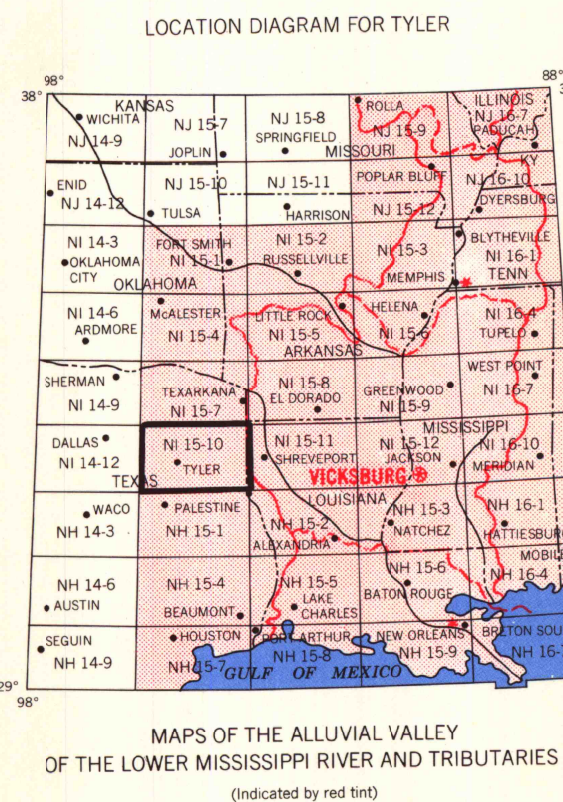 LOCATION DIAGRAM FOR TYLER
98°
88°
38°
KANSAS
WICHITA
NJ 14-9
NJ 15-7
JOPLIN
NJ 15-8
SPRINGFIELD
MISSOURI
ROLLA
NJ 15-9
ILLINOIS
NJ 16-7
PADUCAH
KY
ENID
NJ 14-12
NJ 15-10
TULSA
NJ 15-11
HARRISON
POPLAR BLUFF
NJ 15-12
NJ 16-10
DYERSBURG
NI 14-3
OKLAHOMA
CITY
FORT SMITH
NI 15-1
OKLAHOMA
NI 15-2
RUSSELLVILLE
NI 15-3
MEMPHIS
BLYTHEVILLE
NI 16-1
TENN
NI 14-6
ARDMORE
McALESTER
NI 15-4
LITTLE ROCK
NI 15-5
ARKANSAS
HELENA
NI 15-6
NI 16-4
TUPELO
SHERMAN
NI 14-9
TEXARKANA
NI 15-7
NI 15-8
EL DORADO
GREENWOOD
NI 15-9
WEST POINT
NI 16-7
MISSISSIPPI
DALLAS
NI 14-12
TEXAS
NI 15-10
TYLER
NI 15-11
SHREVEPORT
NI 15-12
JACKSON
VICKSBURG
LOUISIANA
NI 16-10
MERIDIAN
WACO
NH 14-3
PALESTINE
NH 15-1
NH 15-2
ALEXANDRIA
NH 15-3
NATCHEZ
NH 16-1
HATTIESBURG
NH 14-6
AUSTIN
NH 15-4
BEAUMONT
NH 15-5
LAKE
CHARLES
NH 15-6
BATON ROUGE
MOBILE
NH 16-4
SEGUIN
NH 14-9
HOUSTON
NH 15-7
PORT ARTHUR
NH 15-8
NEW ORLEANS
NH 15-9
BRETON SOU
NH 16-7
GULF OF MEXICO
29°
98°
MAPS OF THE ALLUVIAL VALLEY
OF THE LOWER MISSISSIPPI RIVER AND TRIBUTARIES
(Indicated by red tint)